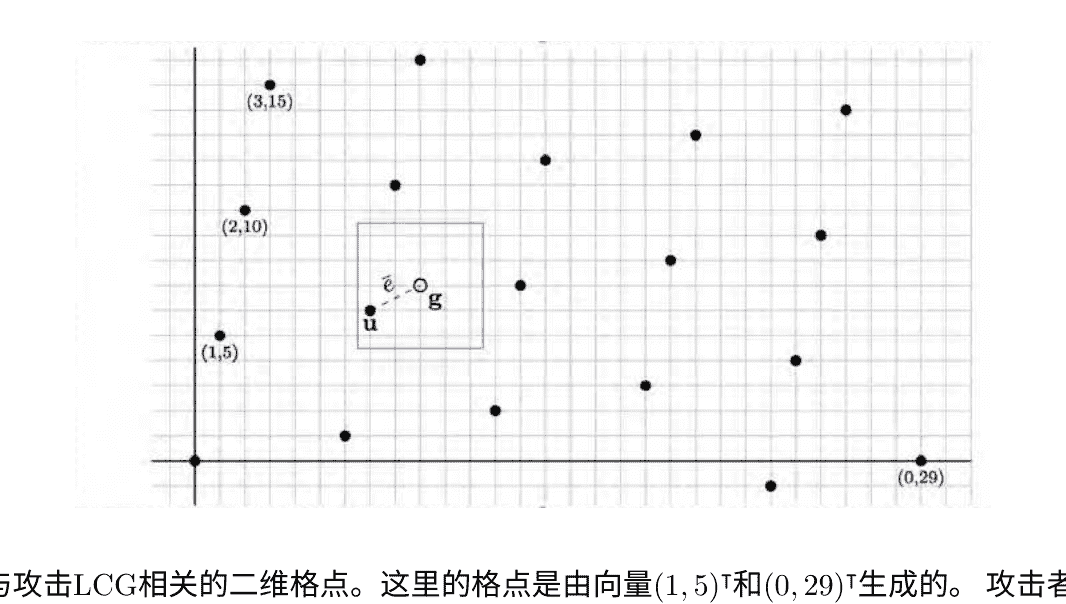 (3,15)
(2,10)
ē
g
u
(1,5)
(0,29)
与攻击LCG相关的二维格点。这里的格点是由向量(1, 5)ᵀ和(0, 29)ᵀ生成的。 攻击者